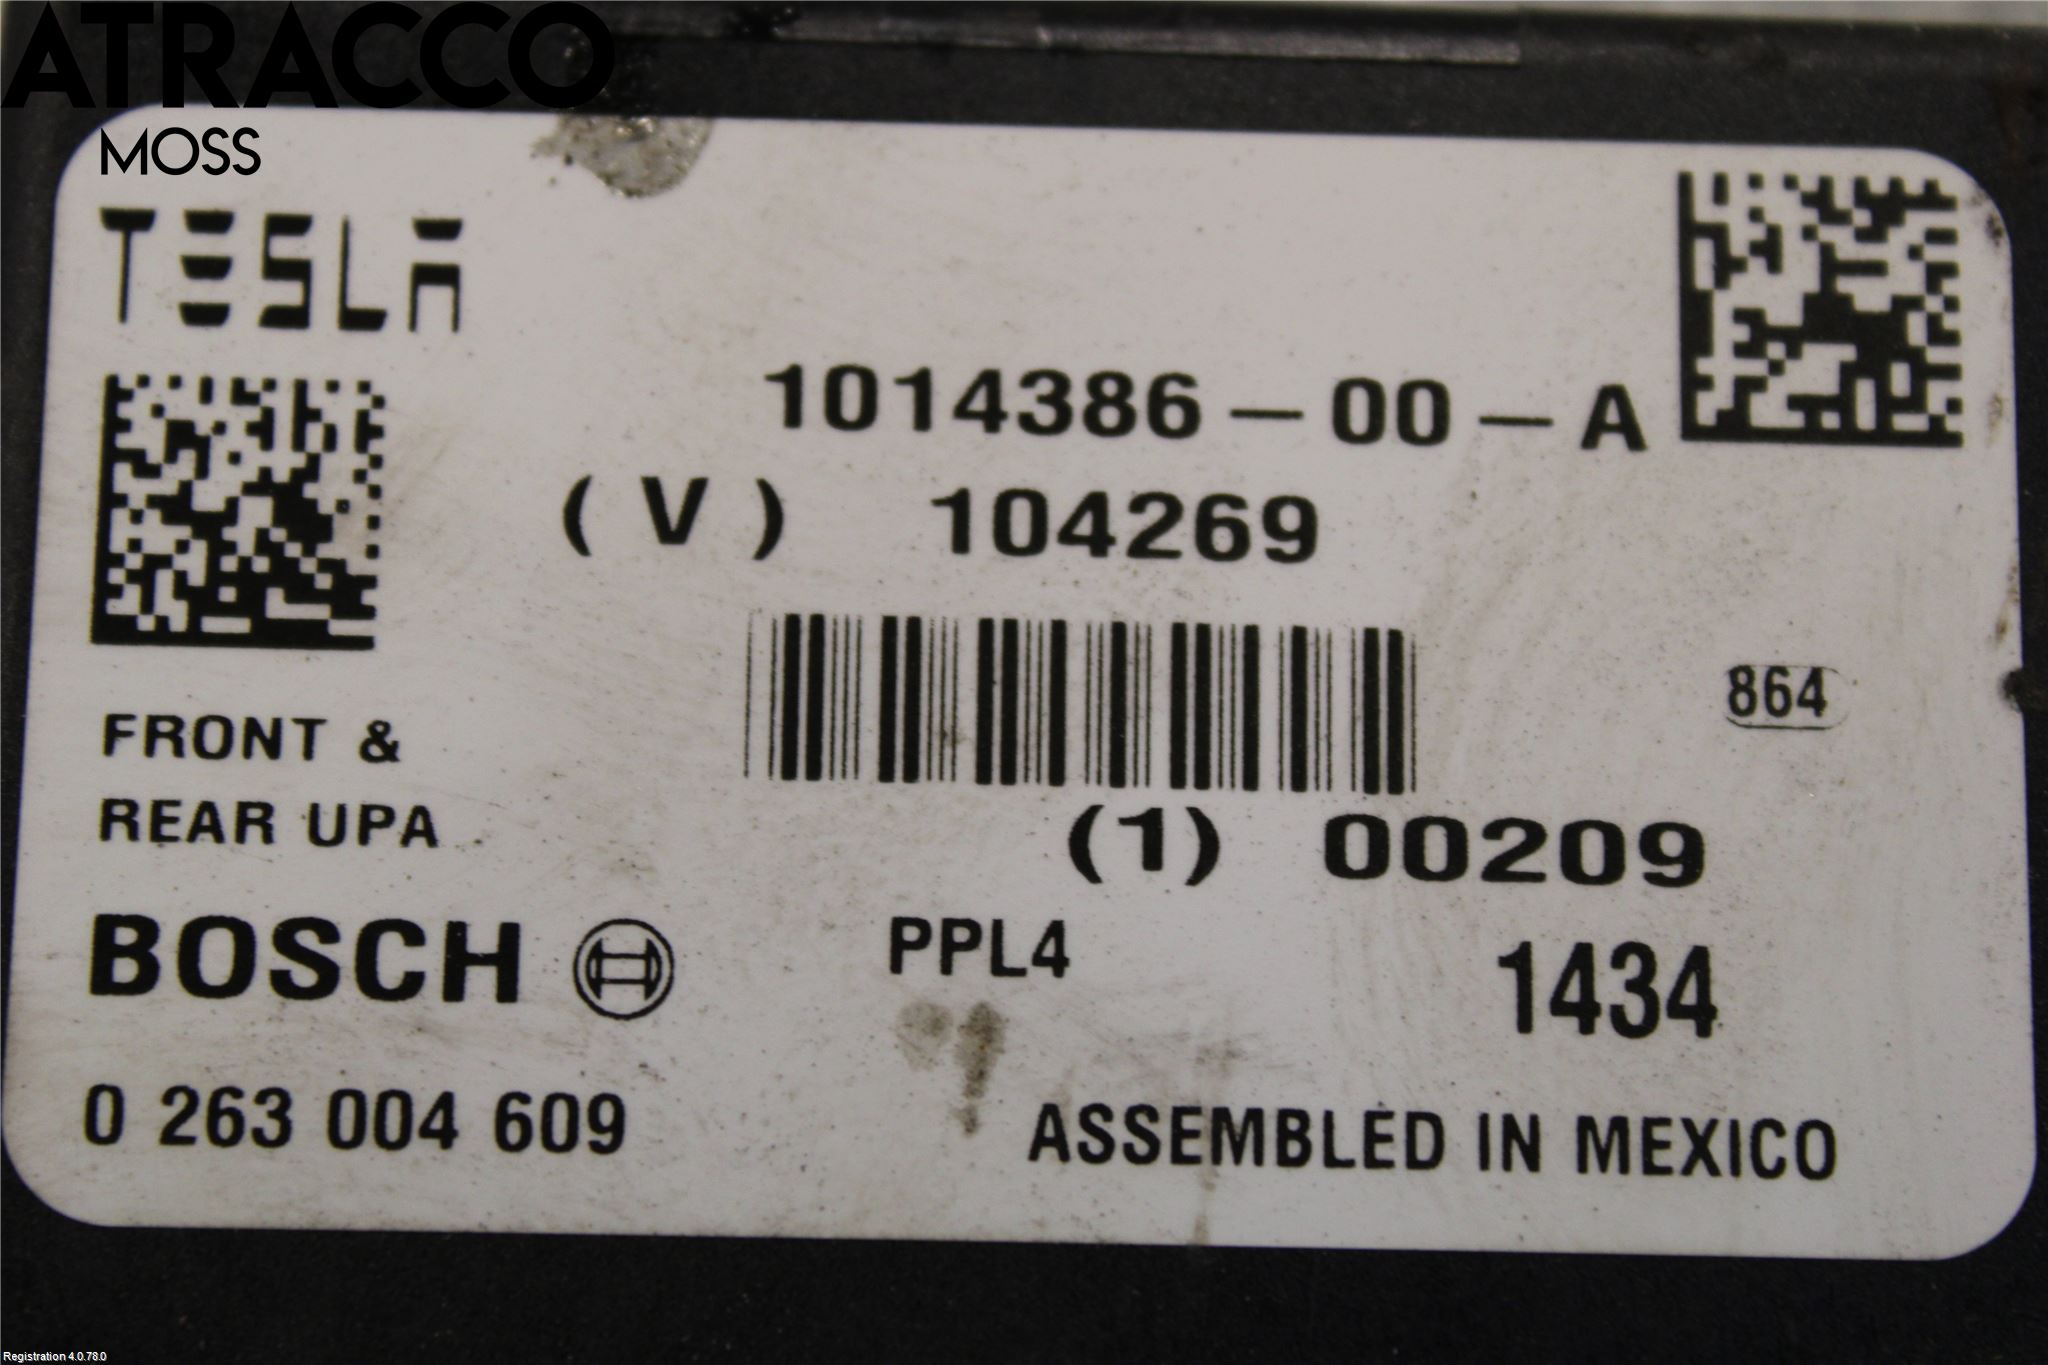 ATRACCO
MOSS
TESLA
1014386-00-A
(V) 104269
864
FRONT &
REAR UPA
(1) 00209
BOSCH
PPL4
1434
0 263 004 609
ASSEMBLED IN MEXICO
Registration 4.0.78.0